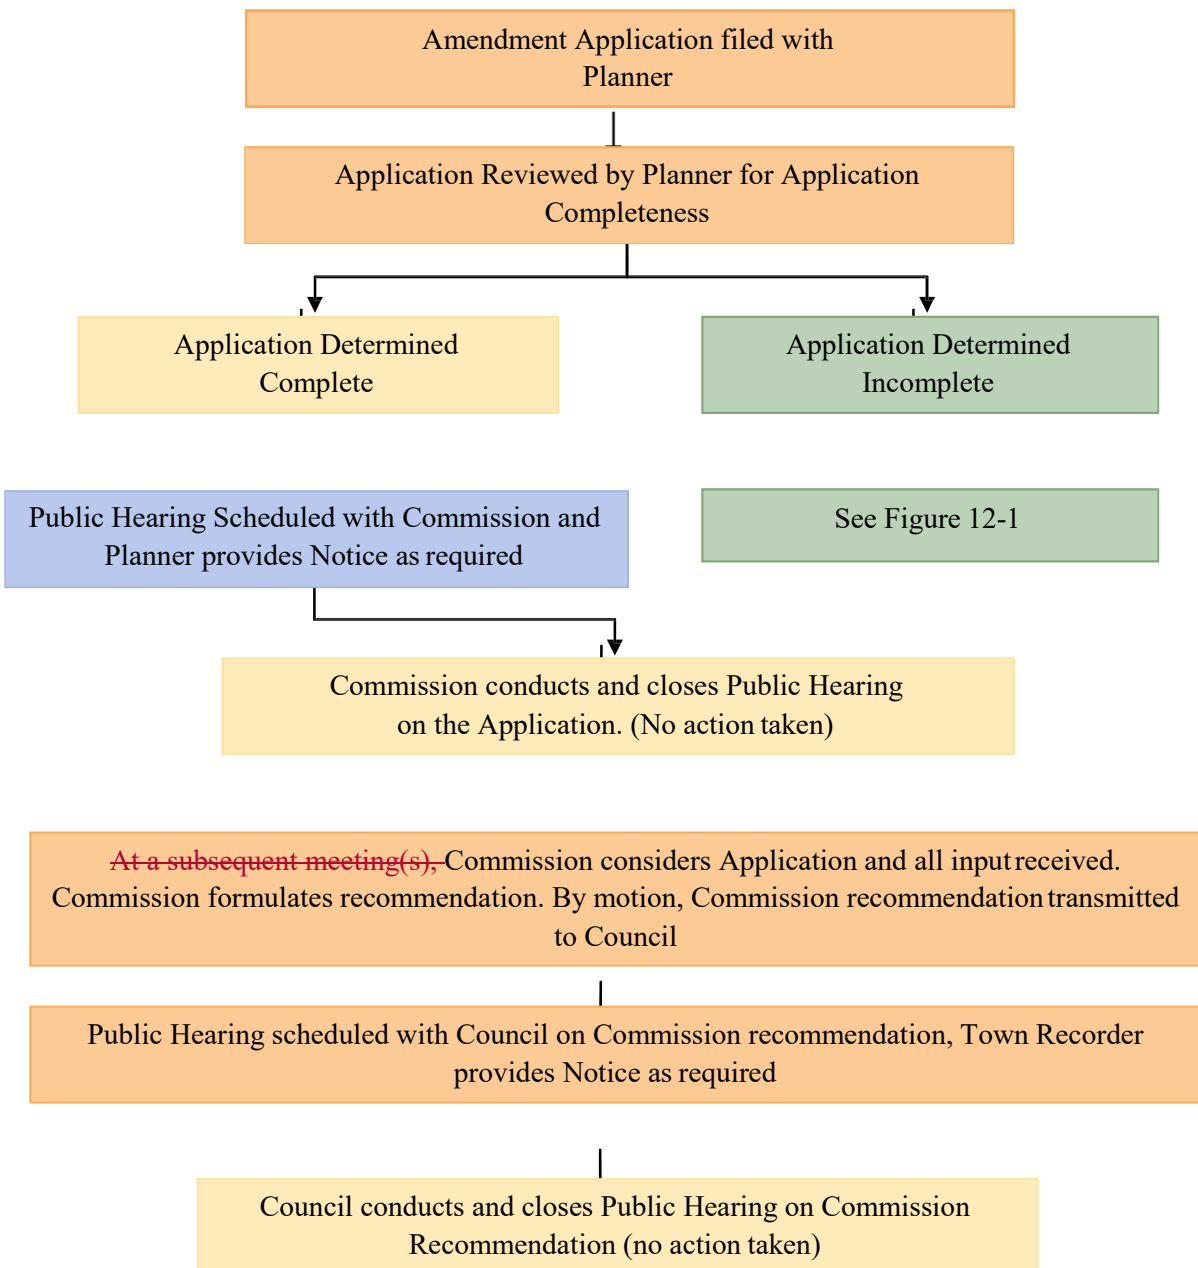 Amendment Application filed with
Planner
Application Reviewed by Planner for Application
Completeness
Application Determined
Complete
Application Determined
Incomplete
Public Hearing Scheduled with Commission and
Planner provides Notice as required
See Figure 12-1
Commission conducts and closes Public Hearing
on the Application. (No action taken)
At a subsequent meeting(s), Commission considers Application and all input received.
Commission formulates recommendation. By motion, Commission recommendation transmitted
to Council
Public Hearing scheduled with Council on Commission recommendation, Town Recorder
provides Notice as required
Council conducts and closes Public Hearing on Commission
Recommendation (no action taken)